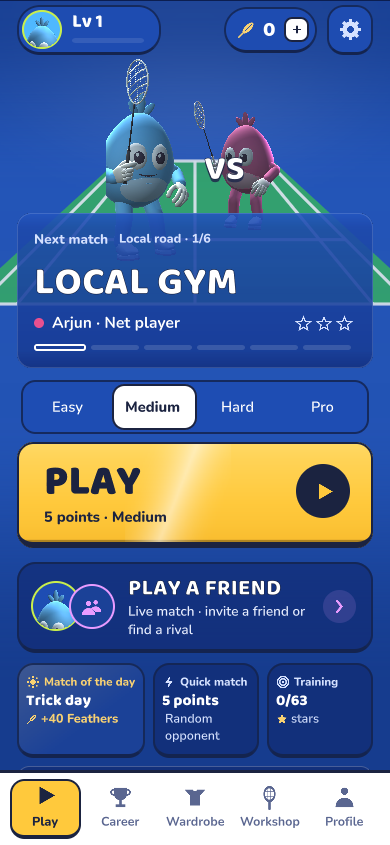 Lv 1
0
+
VS
Next match Local road · 1/6
LOCAL GYM
Arjun · Net player
Easy Medium Hard Pro
PLAY
5 points · Medium
PLAY A FRIEND
Live match · invite a friend or
find a rival
Match of the day
Trick day
+40 Feathers
Quick match
5 points
Random
opponent
Training
0/63
stars
Play Career Wardrobe Workshop Profile